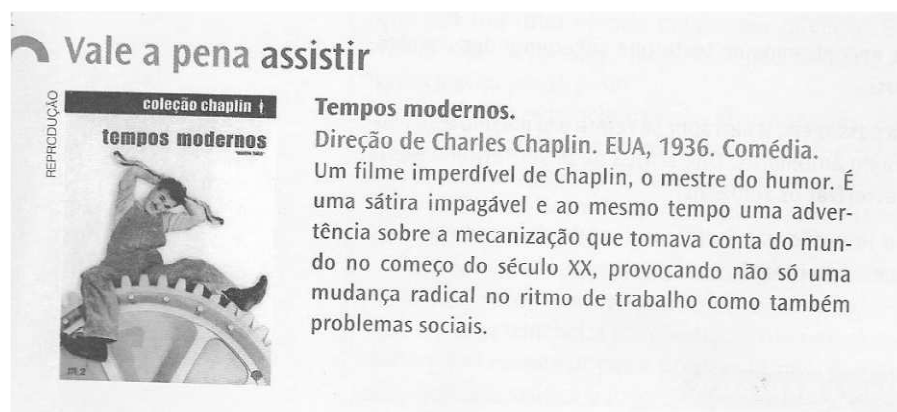 Vale a pena assistir
REPRODUÇÃO
coleção chaplin
tempos modernos
Tempos modernos.
Direção de Charles Chaplin. EUA, 1936. Comédia.
Um filme imperdível de Chaplin, o mestre do humor. É
uma sátira impagável e ao mesmo tempo uma adver-
tência sobre a mecanização que tomava conta do mun-
do no começo do século XX, provocando não só uma
mudança radical no ritmo de trabalho como também
problemas sociais.